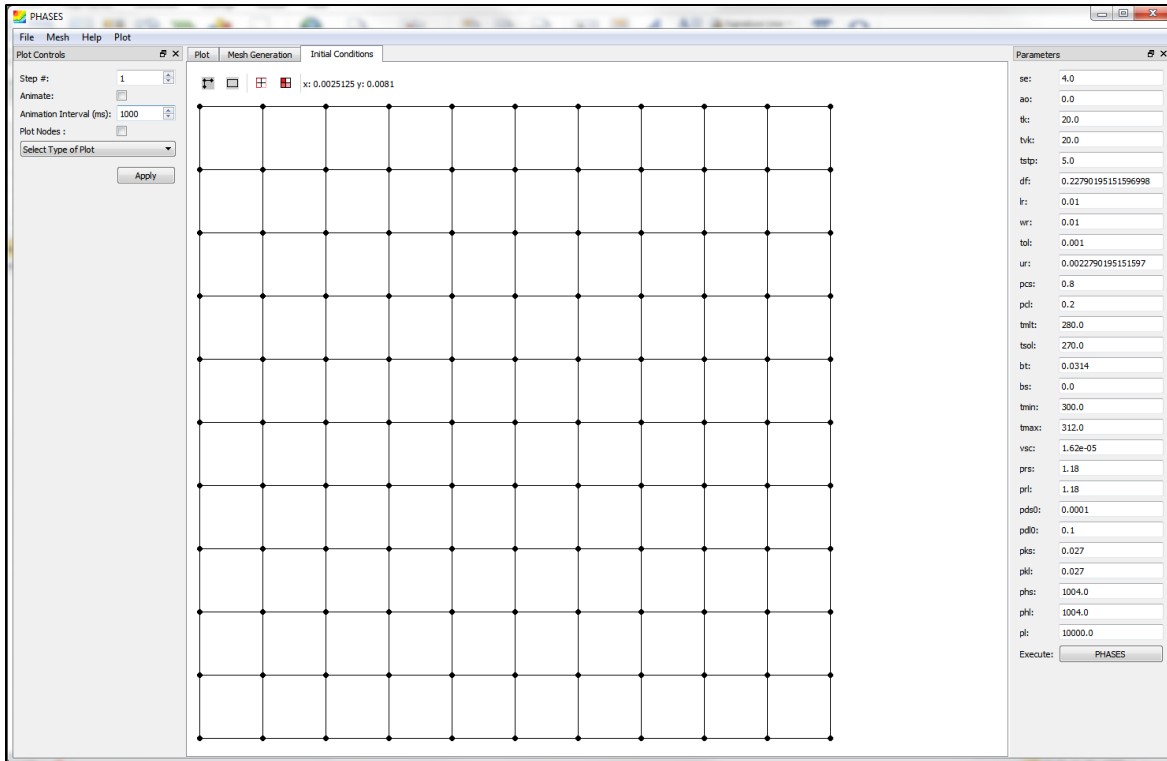 PHASES
File Mesh Help Plot
Plot Controls
Step #: 1
Animate:
Animation Interval (ms): 1000
Plot Nodes :
Select Type of Plot
Apply
Plot Mesh Generation Initial Conditions
x: 0.0025125 y: 0.0081
Parameters
se: 4.0
ao: 0.0
tk: 20.0
tvk: 20.0
tstp: 5.0
df: 0.22790195151596998
lr: 0.01
wr: 0.01
tol: 0.001
ur: 0.0022790195151597
pcs: 0.8
pcl: 0.2
tmlt: 280.0
tsol: 270.0
bt: 0.0314
bs: 0.0
tmin: 300.0
tmax: 312.0
vsc: 1.62e-05
prs: 1.18
prl: 1.18
pds0: 0.0001
pdl0: 0.1
pks: 0.027
pkl: 0.027
phs: 1004.0
phl: 1004.0
pl: 10000.0
Execute: PHASES